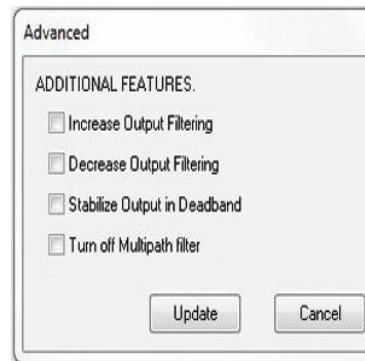 Advanced
ADDITIONAL FEATURES.
Increase Output Filtering
Decrease Output Filtering
Stabilize Output in Deadband
Turn off Multipath filter
Update Cancel